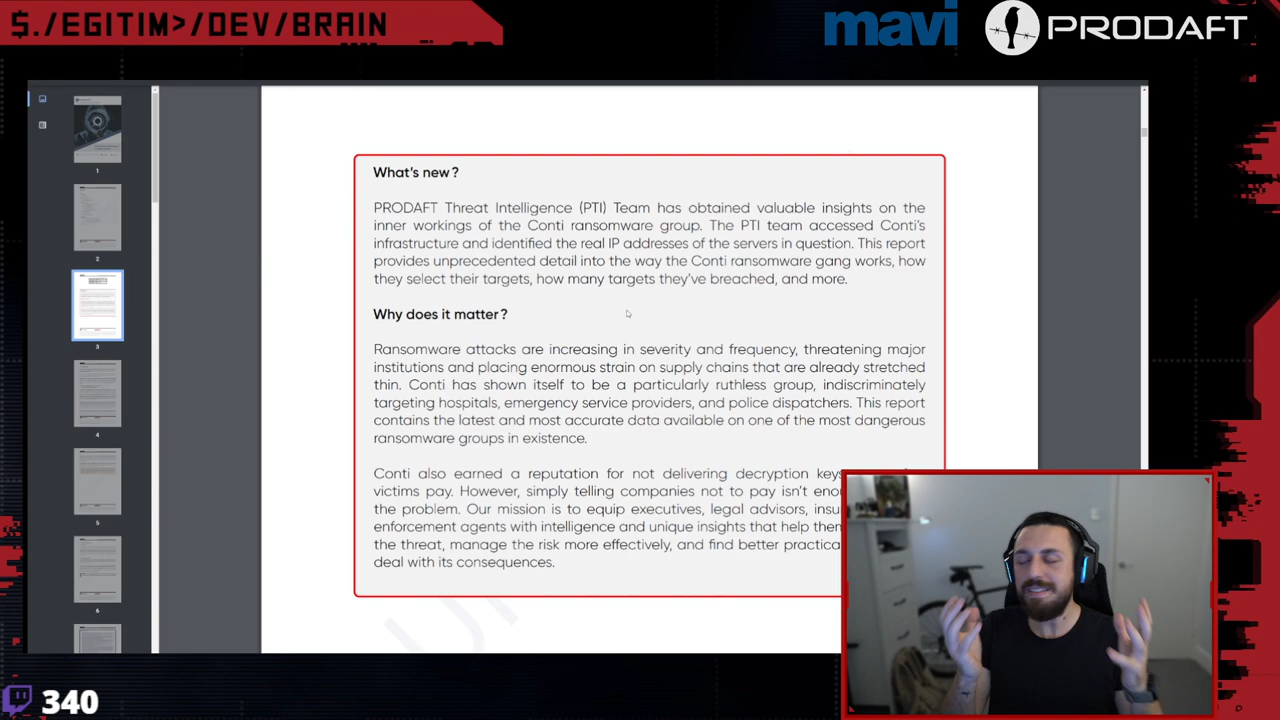 $./EGITIM>/DEV/BRAIN
mavi
PRODAFT
What's new?
PRODAFT Threat Intelligence (PTI) Team has obtained valuable insights on the
inner workings of the Conti ransomware group. The PTI team accessed Conti's
infrastructure and identified the real IP addresses of the servers in question. This report
provides unprecedented detail into the way the Conti ransomware gang works, how
they select their targets, how many targets they've breached, and more.
Why does it matter?
Ransomware attacks are increasing in severity and frequency, threatening major
institutions and placing enormous strain on supply chains that are already stretched
thin. Conti has shown itself to be a particularly ruthless group, indiscriminately
targeting hospitals, emergency service providers, and police dispatchers. This report
contains the latest and most accurate data available on one of the most dangerous
ransomware groups in existence.
Conti also earned a reputation for not delivering decryption keys
victims pay. However, simply telling companies not to pay isn't
the problem. Our mission is to equip executives, legal advisors,
enforcement agents with intelligence and unique insights that help
the threat, manage the risk more effectively, and find better
deal with its consequences.
1
2
3
4
5
6
340